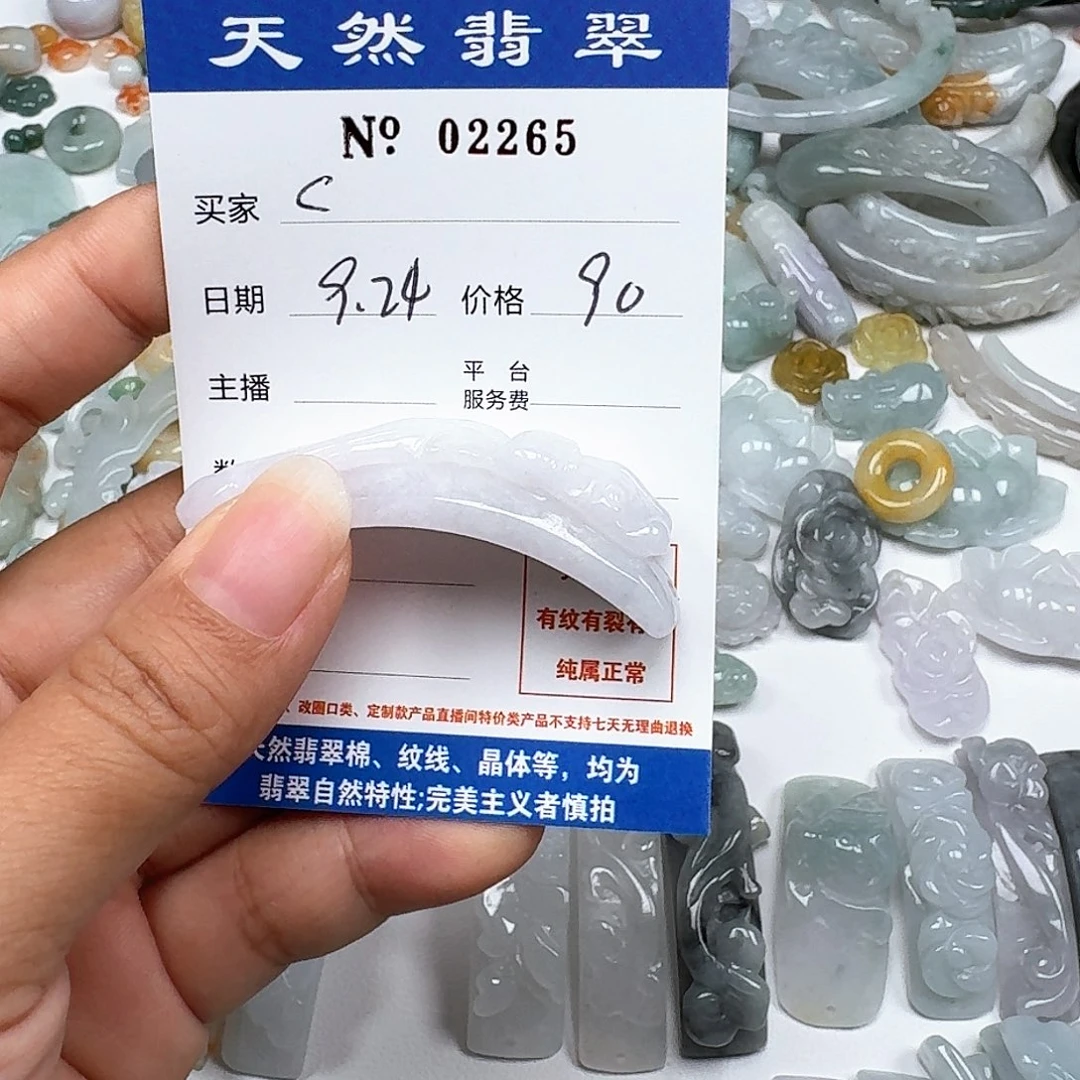 天然翡翠
Nº 02265
买家 C
日期 9.24 价格 90
主播 平台
服务费
有纹有裂
纯属正常
、改圈口类、定制款产品直播间特价类产品不支持七天无理由退换
天然翡翠棉、纹线、晶体等，均为
翡翠自然特性;完美主义者慎拍